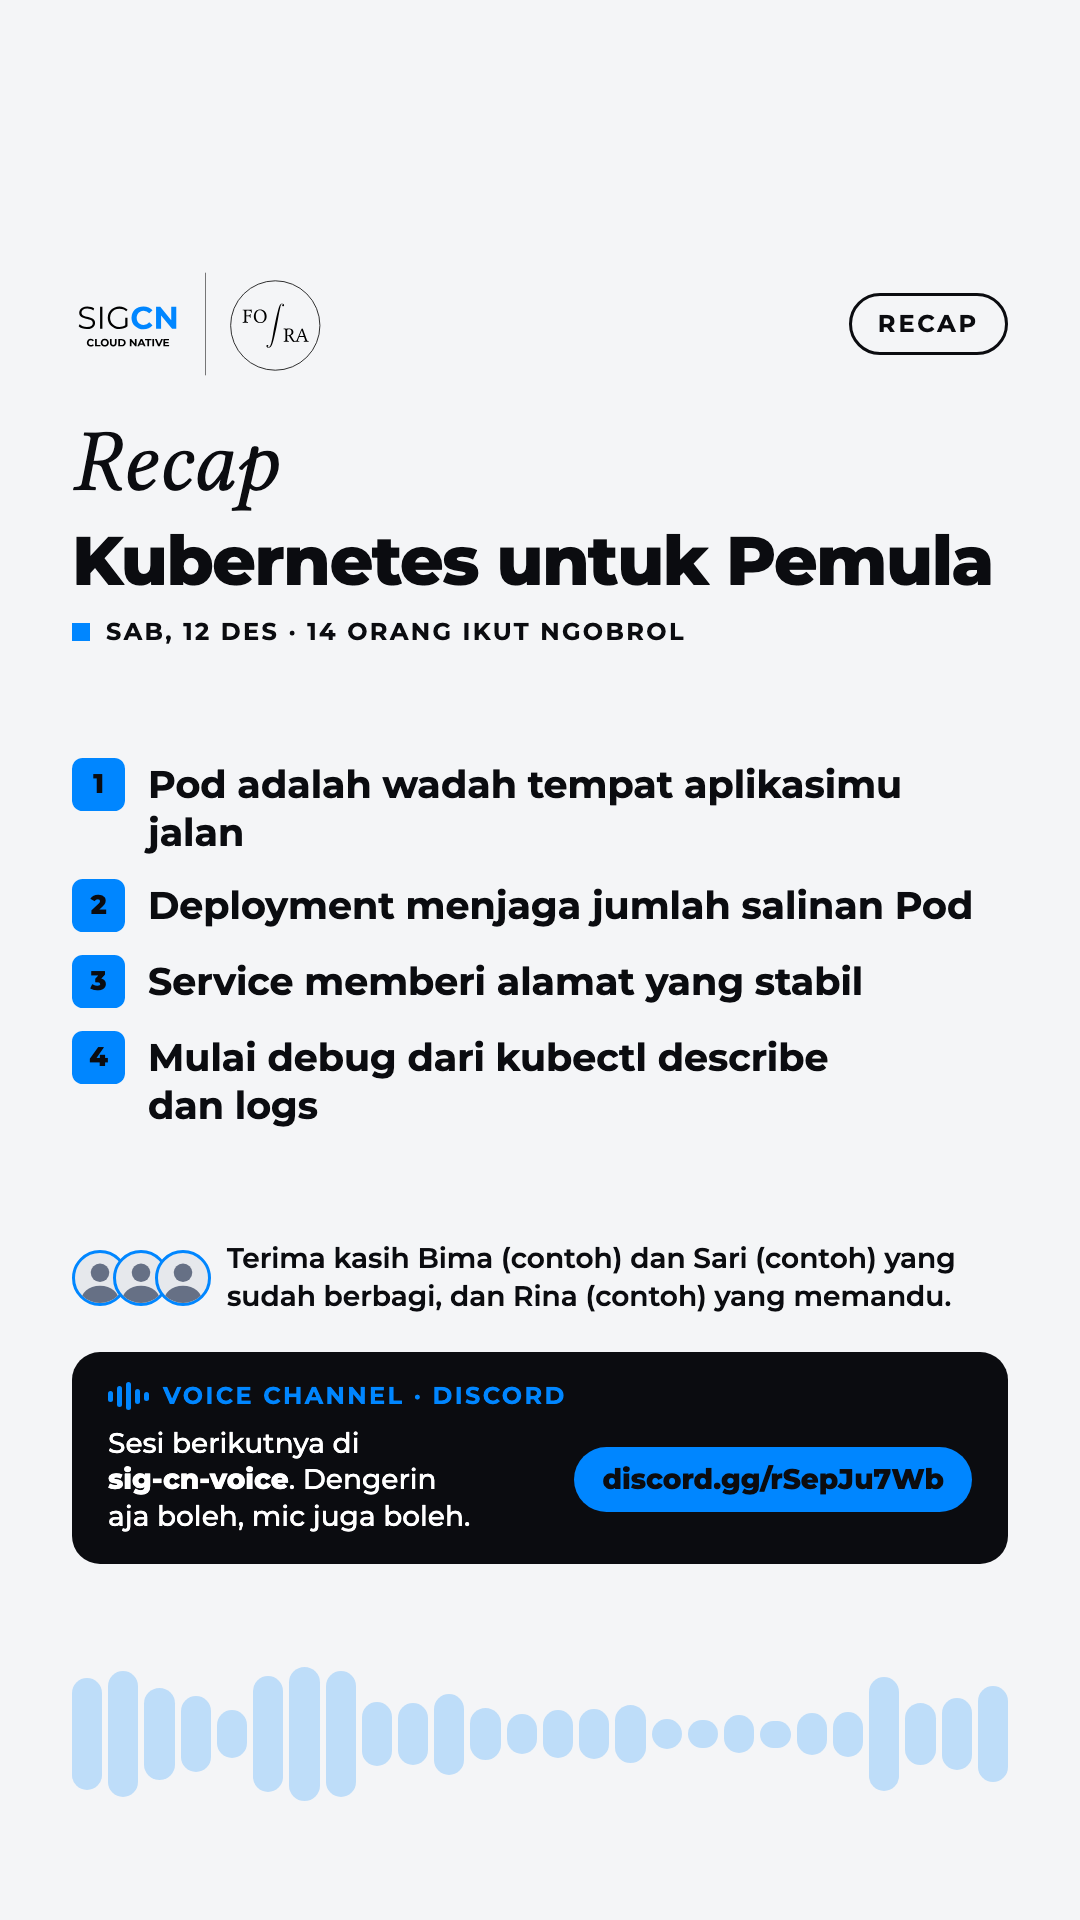 SIGCN
CLOUD NATIVE
FO RA
RECAP
Recap
Kubernetes untuk Pemula
SAB, 12 DES · 14 ORANG IKUT NGOBROL
1 Pod adalah wadah tempat aplikasimu
jalan
2 Deployment menjaga jumlah salinan Pod
3 Service memberi alamat yang stabil
4 Mulai debug dari kubectl describe
dan logs
Terima kasih Bima (contoh) dan Sari (contoh) yang
sudah berbagi, dan Rina (contoh) yang memandu.
VOICE CHANNEL · DISCORD
Sesi berikutnya di
sig-cn-voice. Dengerin
aja boleh, mic juga boleh.
discord.gg/rSepJu7Wb